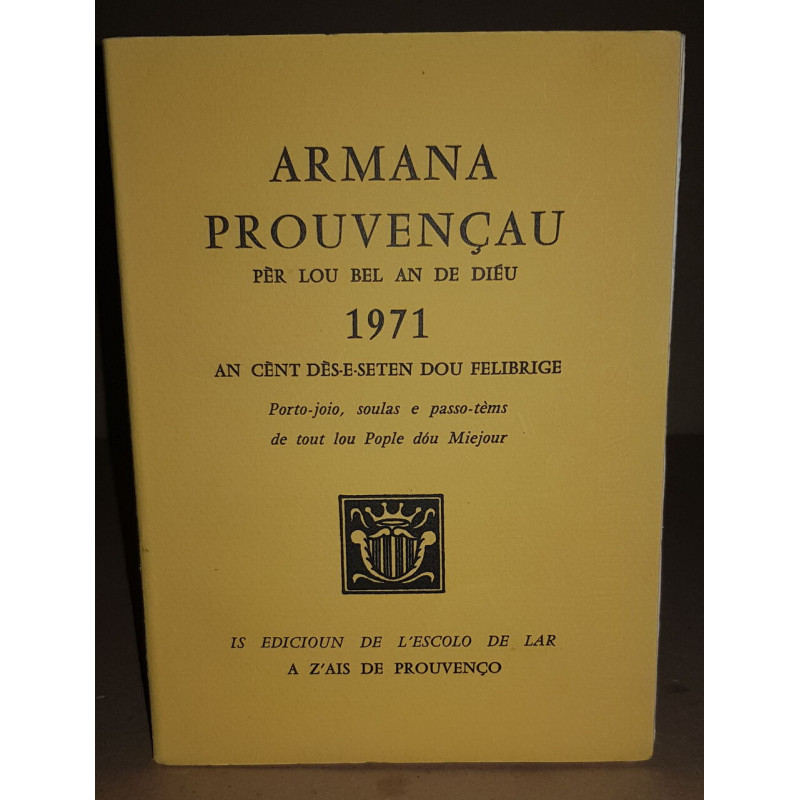 ARMANA
PROUVENÇAU
PÈR LOU BEL AN DE DIÉU
1971
AN CÈNT DÈS-E-SETEN DOU FELIBRIGE
Porto-joio, soulas e passo-tèms
de tout lou Pople dóu Miejour
IS EDICIOUN DE L'ESCOLO DE LAR
A Z'AIS DE PROUVENÇO